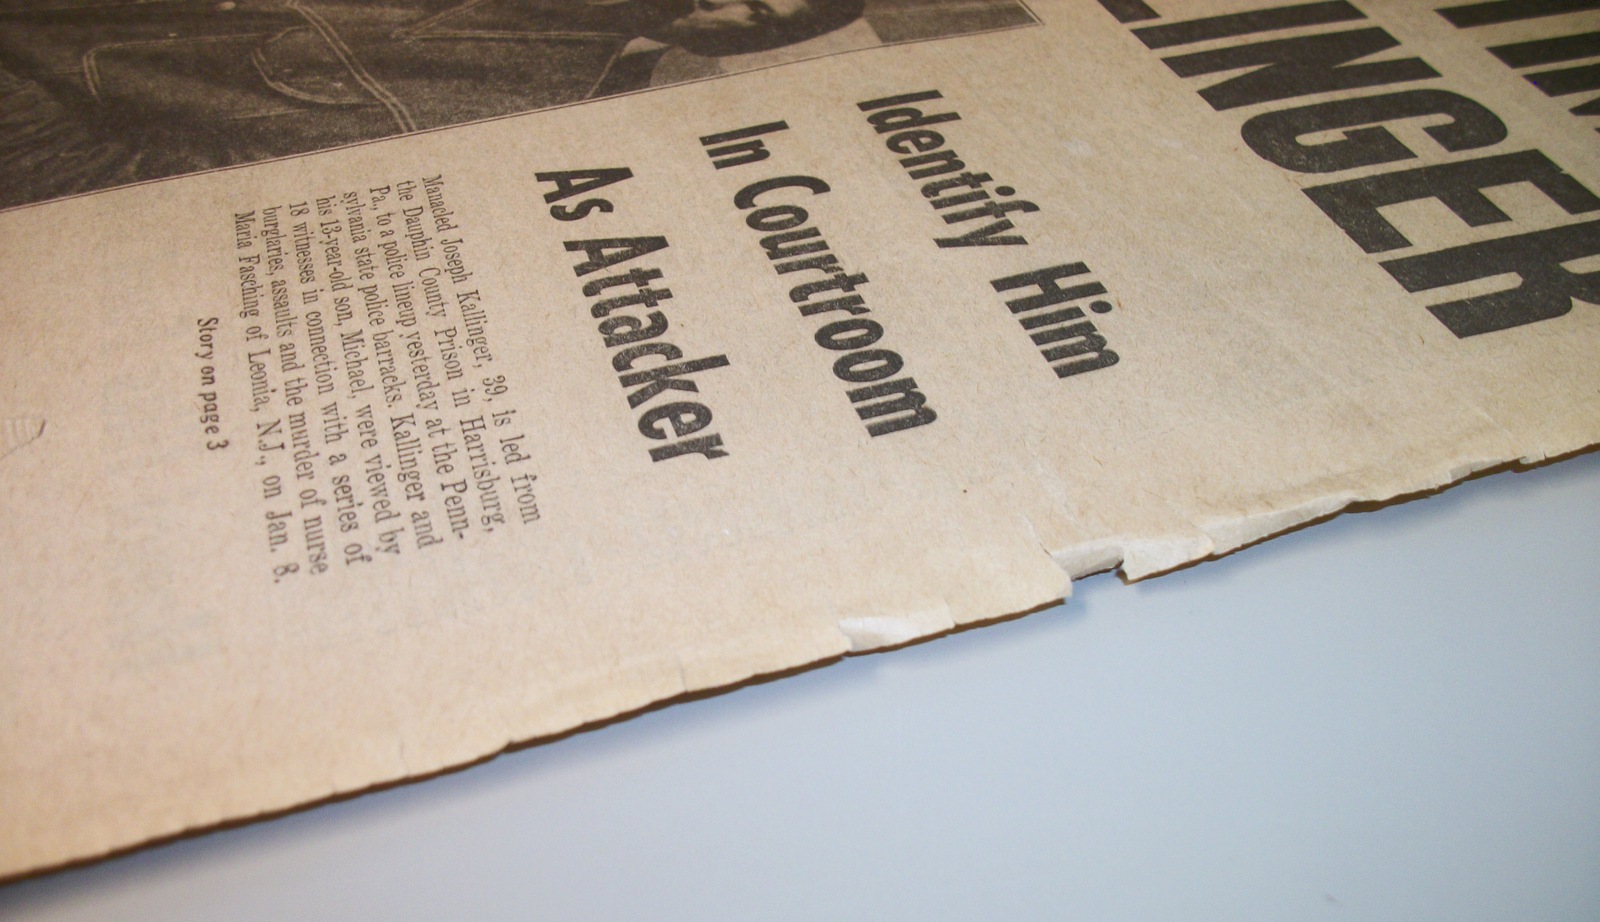 LINGER
Identify Him
In Courtroom
As Attacker
Manacled Joseph Kallinger, 39, is led from
the Dauphin County Prison in Harrisburg,
Pa., to a police lineup yesterday at the Penn-
sylvania state police barracks. Kallinger and
his 13-year-old son, Michael, were viewed by
18 witnesses in connection with a series of
burglaries, assaults and the murder of nurse
Maria Fasching of Leonia, N.J., on Jan. 8.
Story on page 3